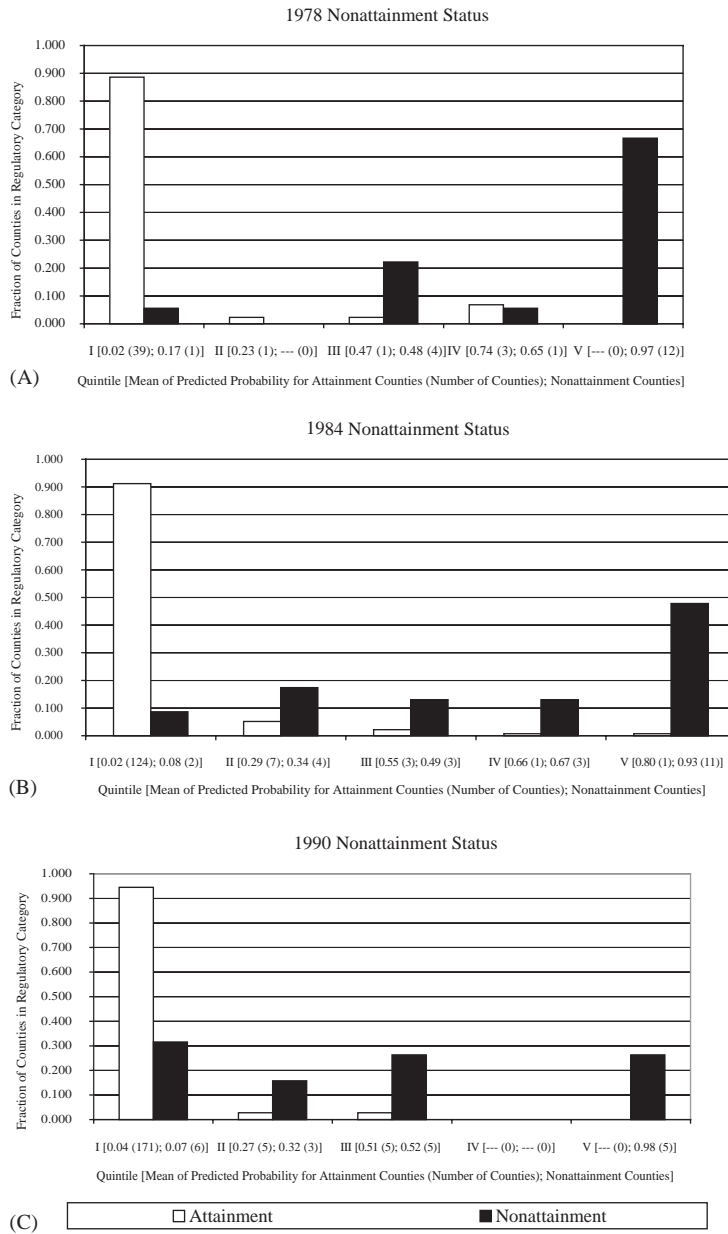 1978 Nonattainment Status
Fraction of Counties in Regulatory Category
1.000
0.900
0.800
0.700
0.600
0.500
0.400
0.300
0.200
0.100
0.000
I [0.02 (39); 0.17 (1)] II [0.23 (1); --- (0)] III [0.47 (1); 0.48 (4)] IV [0.74 (3); 0.65 (1)] V [--- (0); 0.97 (12)]
(A)
Quintile [Mean of Predicted Probability for Attainment Counties (Number of Counties); Nonattainment Counties]
1984 Nonattainment Status
Fraction of Counties in Regulatory Category
1.000
0.900
0.800
0.700
0.600
0.500
0.400
0.300
0.200
0.100
0.000
I [0.02 (124); 0.08 (2)] II [0.29 (7); 0.34 (4)] III [0.55 (3); 0.49 (3)] IV [0.66 (1); 0.67 (3)] V [0.80 (1); 0.93 (11)]
(B)
Quintile [Mean of Predicted Probability for Attainment Counties (Number of Counties); Nonattainment Counties]
1990 Nonattainment Status
Fraction of Counties in Regulatory Category
1.000
0.900
0.800
0.700
0.600
0.500
0.400
0.300
0.200
0.100
0.000
I [0.04 (171); 0.07 (6)] II [0.27 (5); 0.32 (3)] III [0.51 (5); 0.52 (5)] IV [--- (0); --- (0)] V [--- (0); 0.98 (5)]
Quintile [Mean of Predicted Probability for Attainment Counties (Number of Counties); Nonattainment Counties]
(C)
Attainment Nonattainment